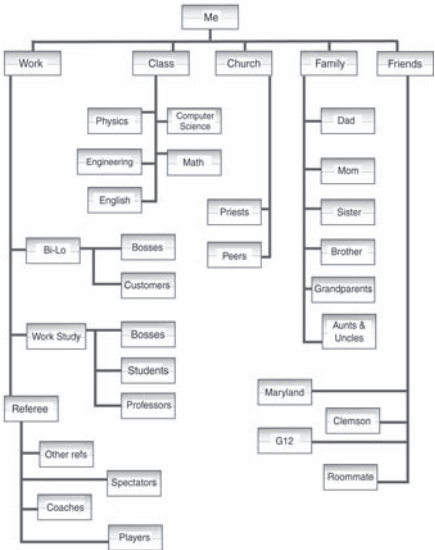 Me
Work
Class
Church
Family
Friends
Physics
Computer
Science
Engineering
Math
English
Priests
Peers
Dad
Mom
Sister
Brother
Grandparents
Aunts &
Uncles
Bi-Lo
Bosses
Customers
Work Study
Bosses
Students
Professors
Referee
Other refs
Spectators
Coaches
Players
Maryland
Clemson
G12
Roommate